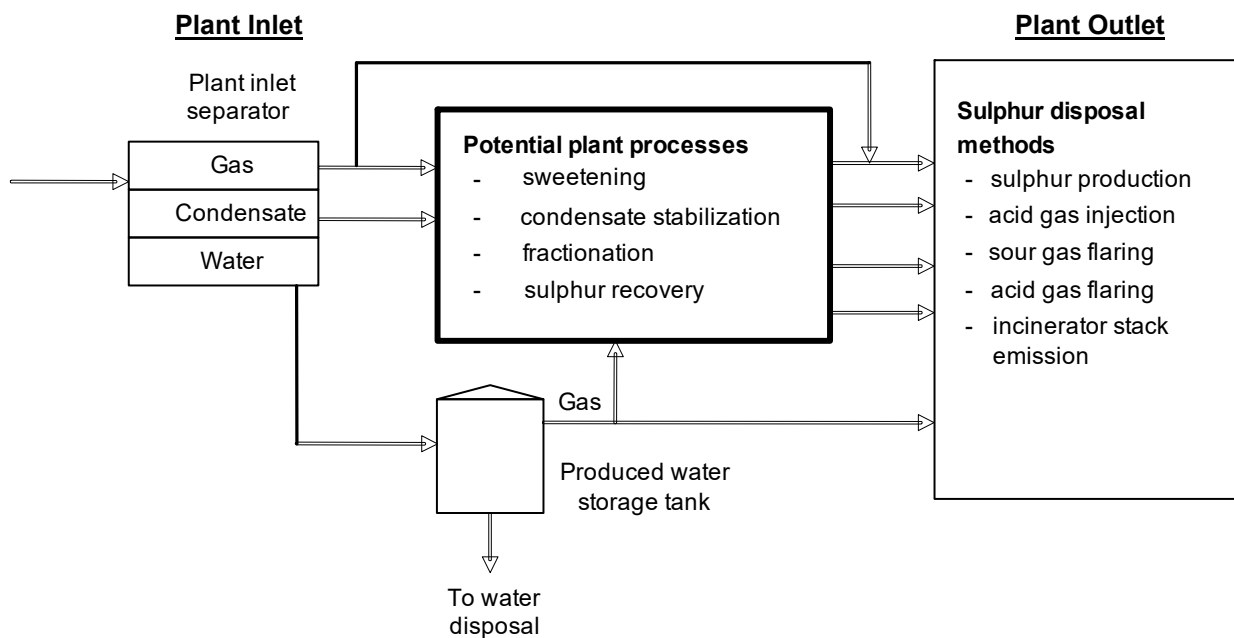 Plant Inlet
Plant Outlet
Plant inlet
separator
Gas
Condensate
Water
Potential plant processes
- sweetening
- condensate stabilization
- fractionation
- sulphur recovery
Sulphur disposal
methods
- sulphur production
- acid gas injection
- sour gas flaring
- acid gas flaring
- incinerator stack
emission
Gas
Produced water
storage tank
To water
disposal